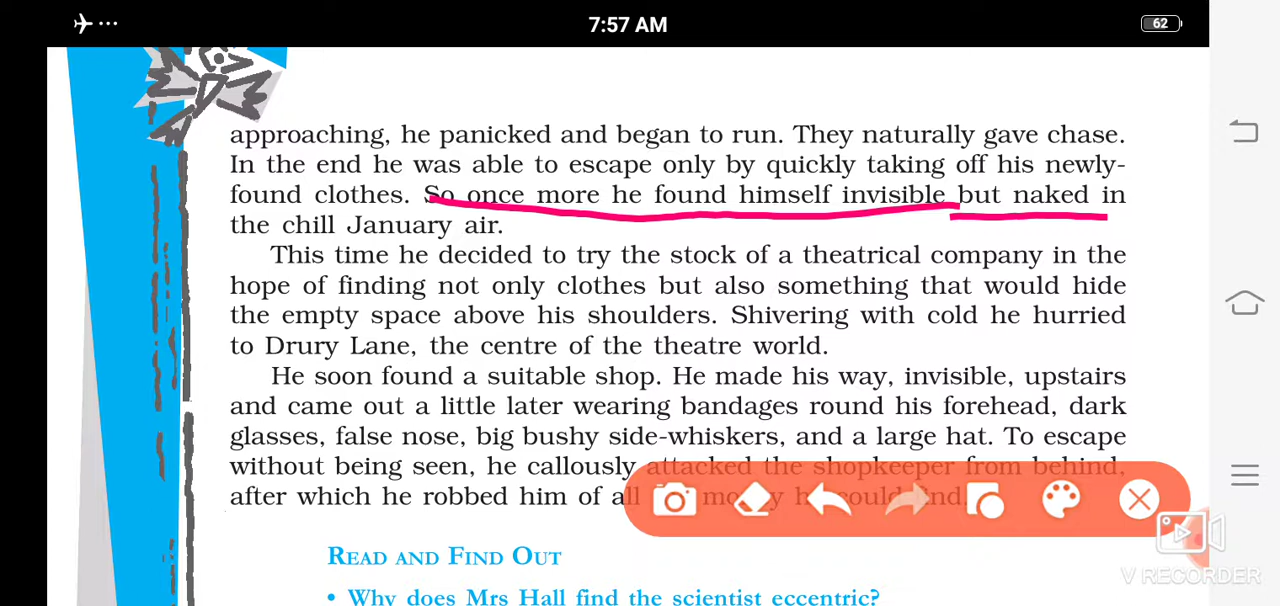 7:57 AM
62
approaching, he panicked and began to run. They naturally gave chase.
In the end he was able to escape only by quickly taking off his newly-
found clothes. So once more he found himself invisible but naked in
the chill January air.
This time he decided to try the stock of a theatrical company in the
hope of finding not only clothes but also something that would hide
the empty space above his shoulders. Shivering with cold he hurried
to Drury Lane, the centre of the theatre world.
He soon found a suitable shop. He made his way, invisible, upstairs
and came out a little later wearing bandages round his forehead, dark
glasses, false nose, big bushy side-whiskers, and a large hat. To escape
without being seen, he callously attacked the shopkeeper from behind,
after which he robbed him of all money he could find.
READ AND FIND OUT
• Why does Mrs Hall find the scientist eccentric?
V RECORDER